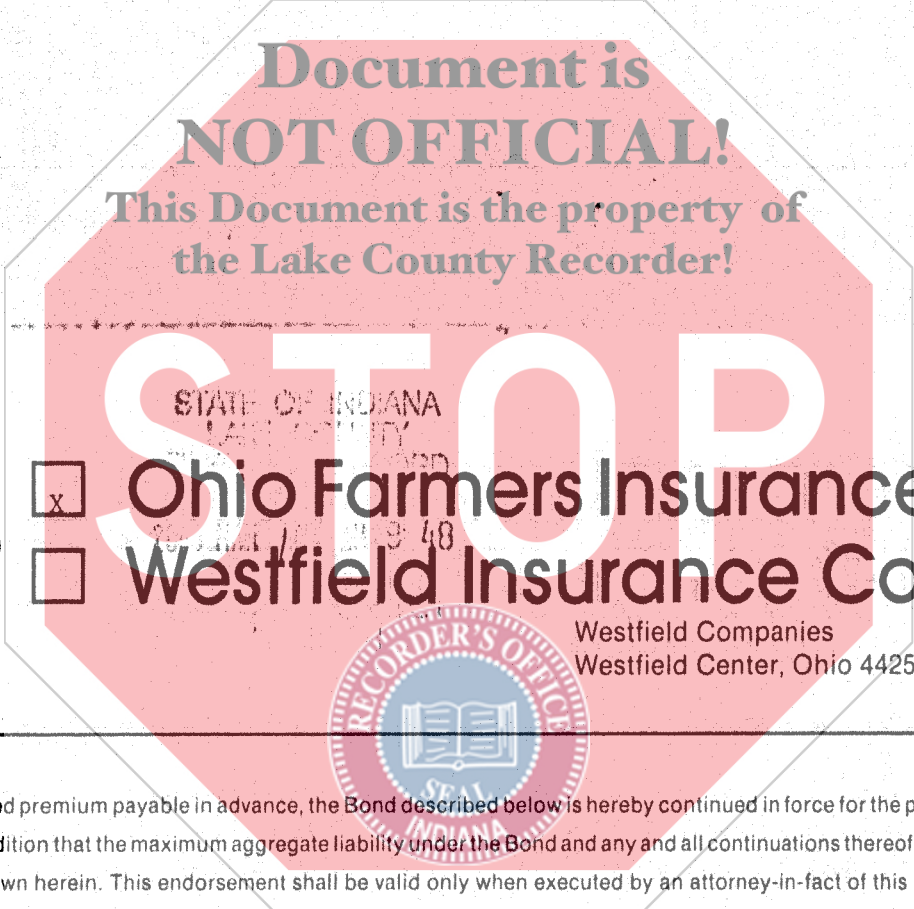 Document is
NOT OFFICIAL!
This Document is the property of
the Lake County Recorder!
STOP
STATE OF INDIANA
x Ohio Farmers Insurance
9:48
Westfield Insurance Co
Westfield Companies
Westfield Center, Ohio 4425
RECORDER'S OFFICE
SEAL
INDIANA
d premium payable in advance, the Bond described below is hereby continued in force for the p
dition that the maximum aggregate liability under the Bond and any and all continuations thereof
wn herein. This endorsement shall be valid only when executed by an attorney-in-fact of this